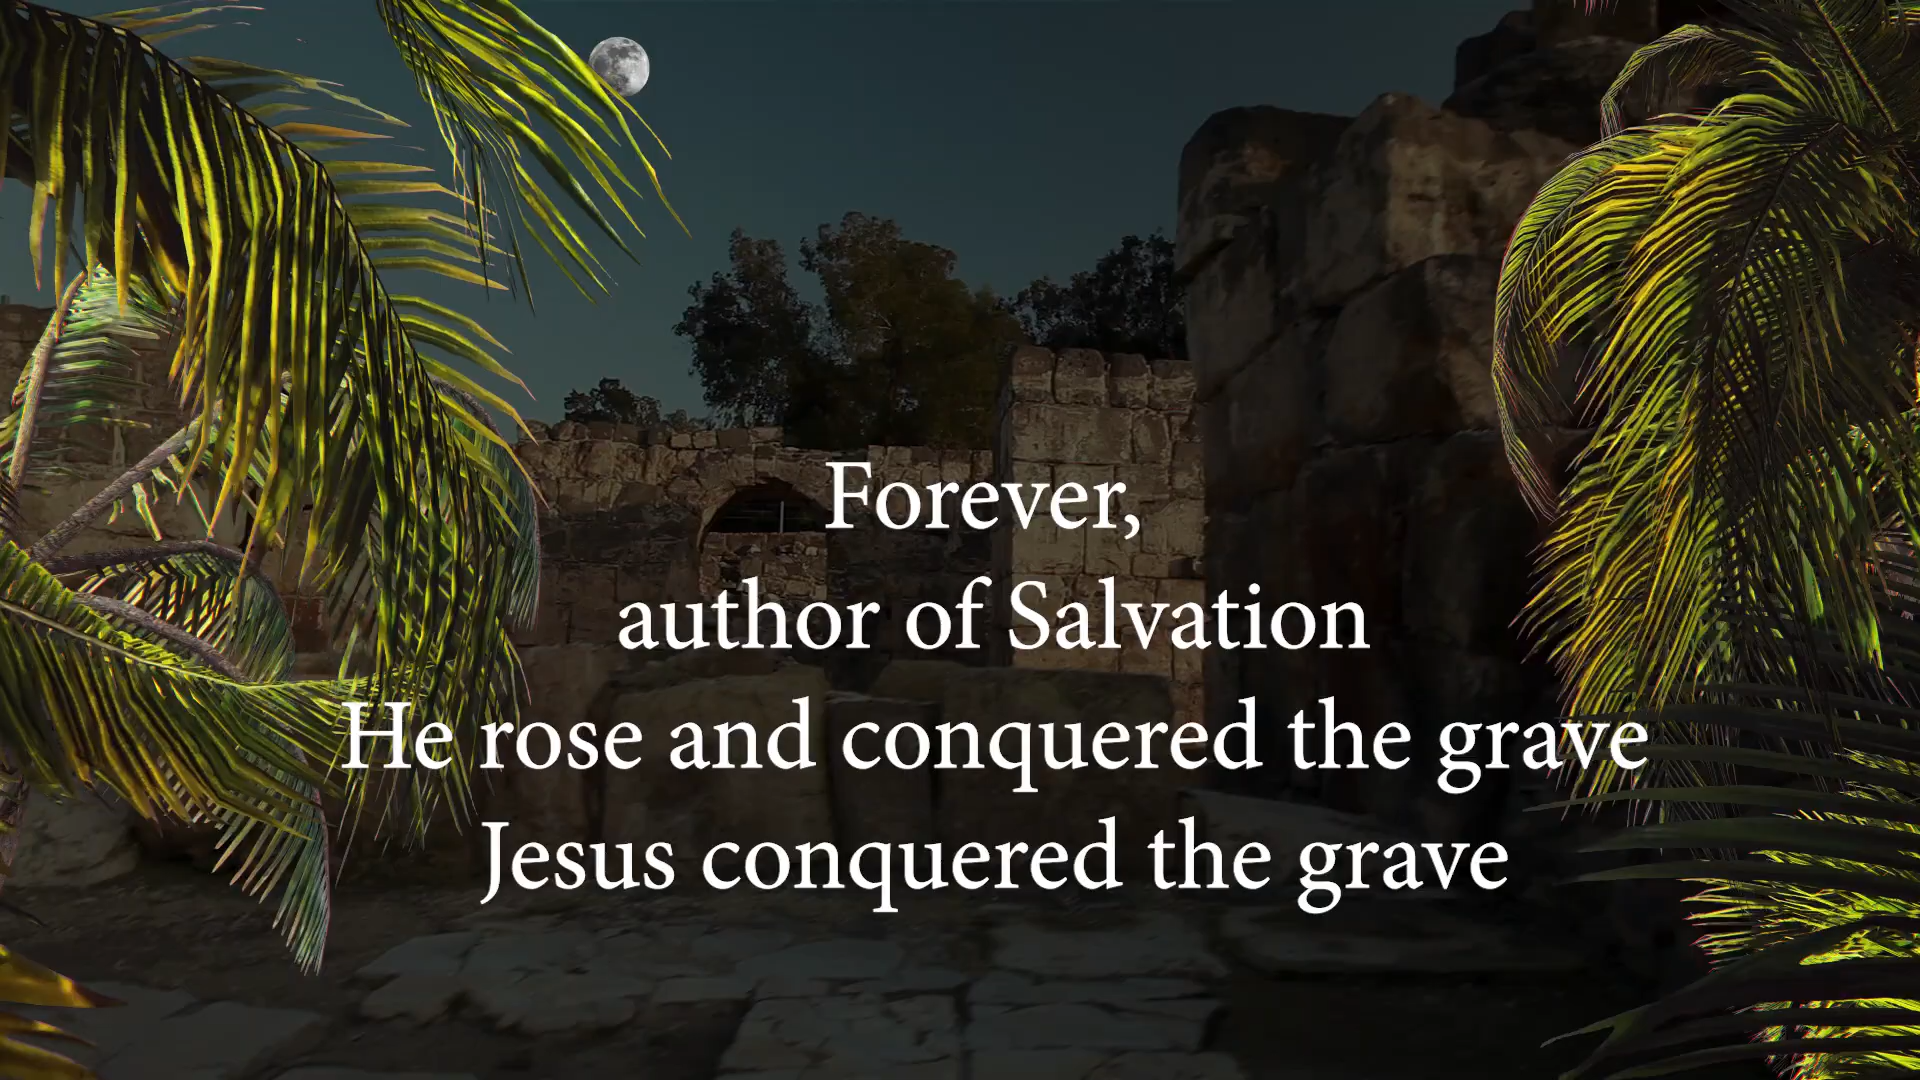 Forever,
author of Salvation
He rose and conquered the grave
Jesus conquered the grave